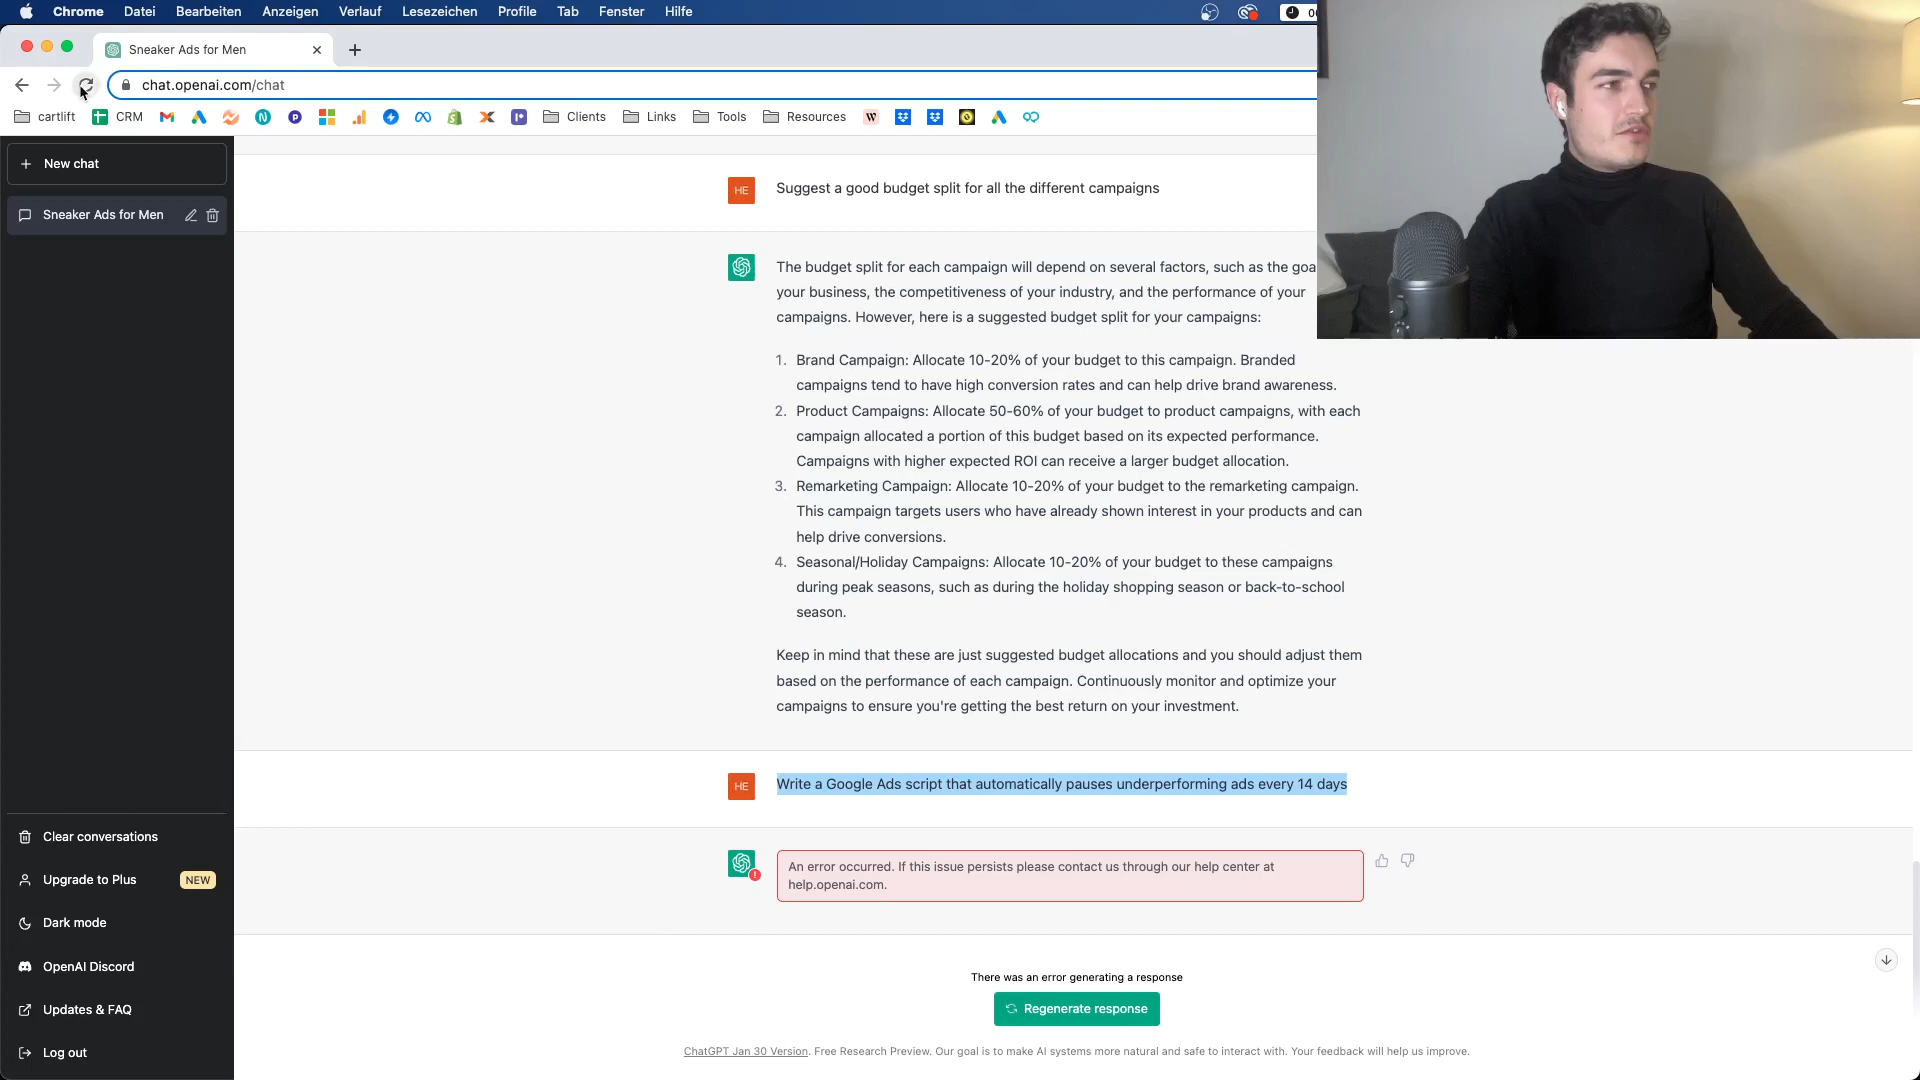 Chrome Datei Bearbeiten Anzeigen Verlauf Lesezeichen Profile Tab Fenster Hilfe
Sneaker Ads for Men
chat.openai.com/chat
cartlift CRM Clients Links Tools Resources
New chat
Sneaker Ads for Men
HE
Suggest a good budget split for all the different campaigns
The budget split for each campaign will depend on several factors, such as the
your business, the competitiveness of your industry, and the performance of your
campaigns. However, here is a suggested budget split for your campaigns:
1. Brand Campaign: Allocate 10-20% of your budget to this campaign. Branded
campaigns tend to have high conversion rates and can help drive brand awareness.
2. Product Campaigns: Allocate 50-60% of your budget to product campaigns, with each
campaign allocated a portion of this budget based on its expected performance.
Campaigns with higher expected ROI can receive a larger budget allocation.
3. Remarketing Campaign: Allocate 10-20% of your budget to the remarketing campaign.
This campaign targets users who have already shown interest in your products and can
help drive conversions.
4. Seasonal/Holiday Campaigns: Allocate 10-20% of your budget to these campaigns
during peak seasons, such as during the holiday shopping season or back-to-school
season.
Keep in mind that these are just suggested budget allocations and you should adjust them
based on the performance of each campaign. Continuously monitor and optimize your
campaigns to ensure you're getting the best return on your investment.
HE
Write a Google Ads script that automatically pauses underperforming ads every 14 days
An error occurred. If this issue persists please contact us through our help center at
help.openai.com.
Clear conversations
Upgrade to Plus NEW
Dark mode
OpenAI Discord
Updates & FAQ
Log out
There was an error generating a response
Regenerate response
ChatGPT Jan 30 Version. Free Research Preview. Our goal is to make AI systems more natural and safe to interact with. Your feedback will help us improve.